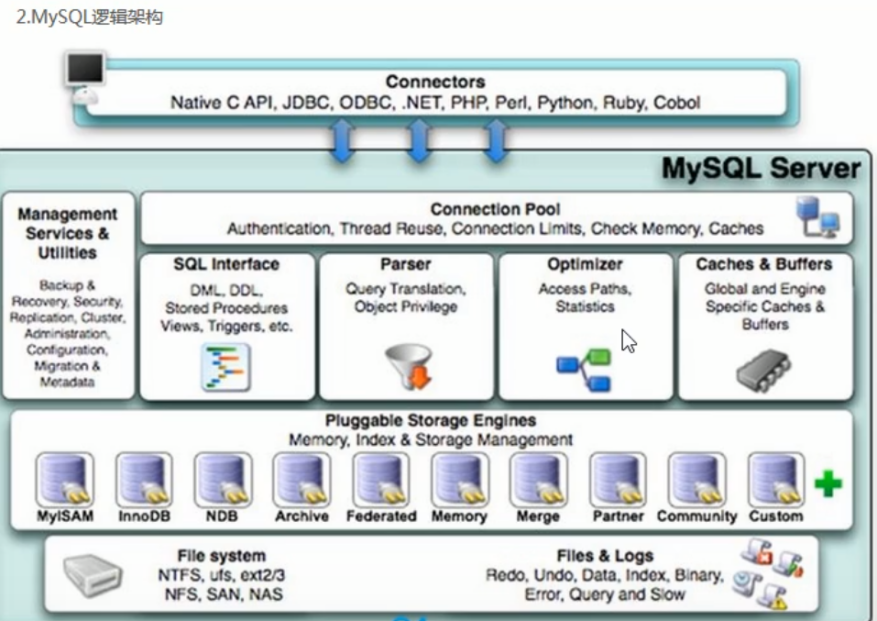 2.MySQL逻辑架构
Connectors
Native C API, JDBC, ODBC, .NET, PHP, Perl, Python, Ruby, Cobol
MySQL Server
Management
Services &
Utilities
Backup &
Recovery, Security,
Replication, Cluster,
Administration,
Configuration,
Migration &
Metadata
Connection Pool
Authentication, Thread Reuse, Connection Limits, Check Memory, Caches
SQL Interface
DML, DDL,
Stored Procedures
Views, Triggers, etc.
Parser
Query Translation,
Object Privilege
Optimizer
Access Paths,
Statistics
Caches & Buffers
Global and Engine
Specific Caches &
Buffers
Pluggable Storage Engines
Memory, Index & Storage Management
MyISAM
InnoDB
NDB
Archive
Federated
Memory
Merge
Partner
Community
Custom
File system
NTFS, ufs, ext2/3
NFS, SAN, NAS
Files & Logs
Redo, Undo, Data, Index, Binary,
Error, Query and Slow